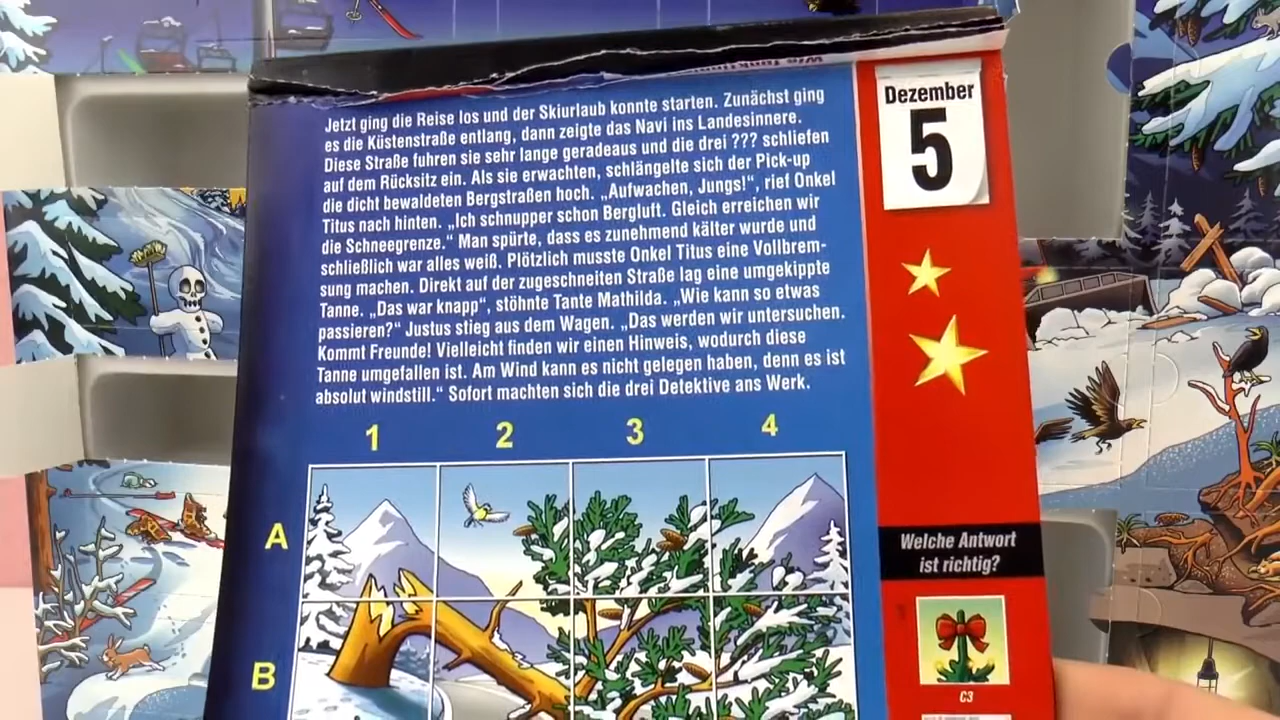 Wie funktionie
Jetzt ging die Reise los und der Skiurlaub konnte starten. Zunächst ging
es die Küstenstraße entlang, dann zeigte das Navi ins Landesinnere.
Diese Straße fuhren sie sehr lange geradeaus und die drei ??? schliefen
auf dem Rücksitz ein. Als sie erwachten, schlängelte sich der Pick-up
die dicht bewaldeten Bergstraßen hoch. „Aufwachen, Jungs!", rief Onkel
Titus nach hinten. „Ich schnupper schon Bergluft. Gleich erreichen wir
die Schneegrenze." Man spürte, dass es zunehmend kälter wurde und
schließlich war alles weiß. Plötzlich musste Onkel Titus eine Vollbrem-
sung machen. Direkt auf der zugeschneiten Straße lag eine umgekippte
Tanne. „Das war knapp", stöhnte Tante Mathilda. „Wie kann so etwas
passieren?" Justus stieg aus dem Wagen. „Das werden wir untersuchen.
Kommt Freunde! Vielleicht finden wir einen Hinweis, wodurch diese
Tanne umgefallen ist. Am Wind kann es nicht gelegen haben, denn es ist
absolut windstill." Sofort machten sich die drei Detektive ans Werk.
1 2 3 4
A
B
Dezember
5
Welche Antwort
ist richtig?
C3